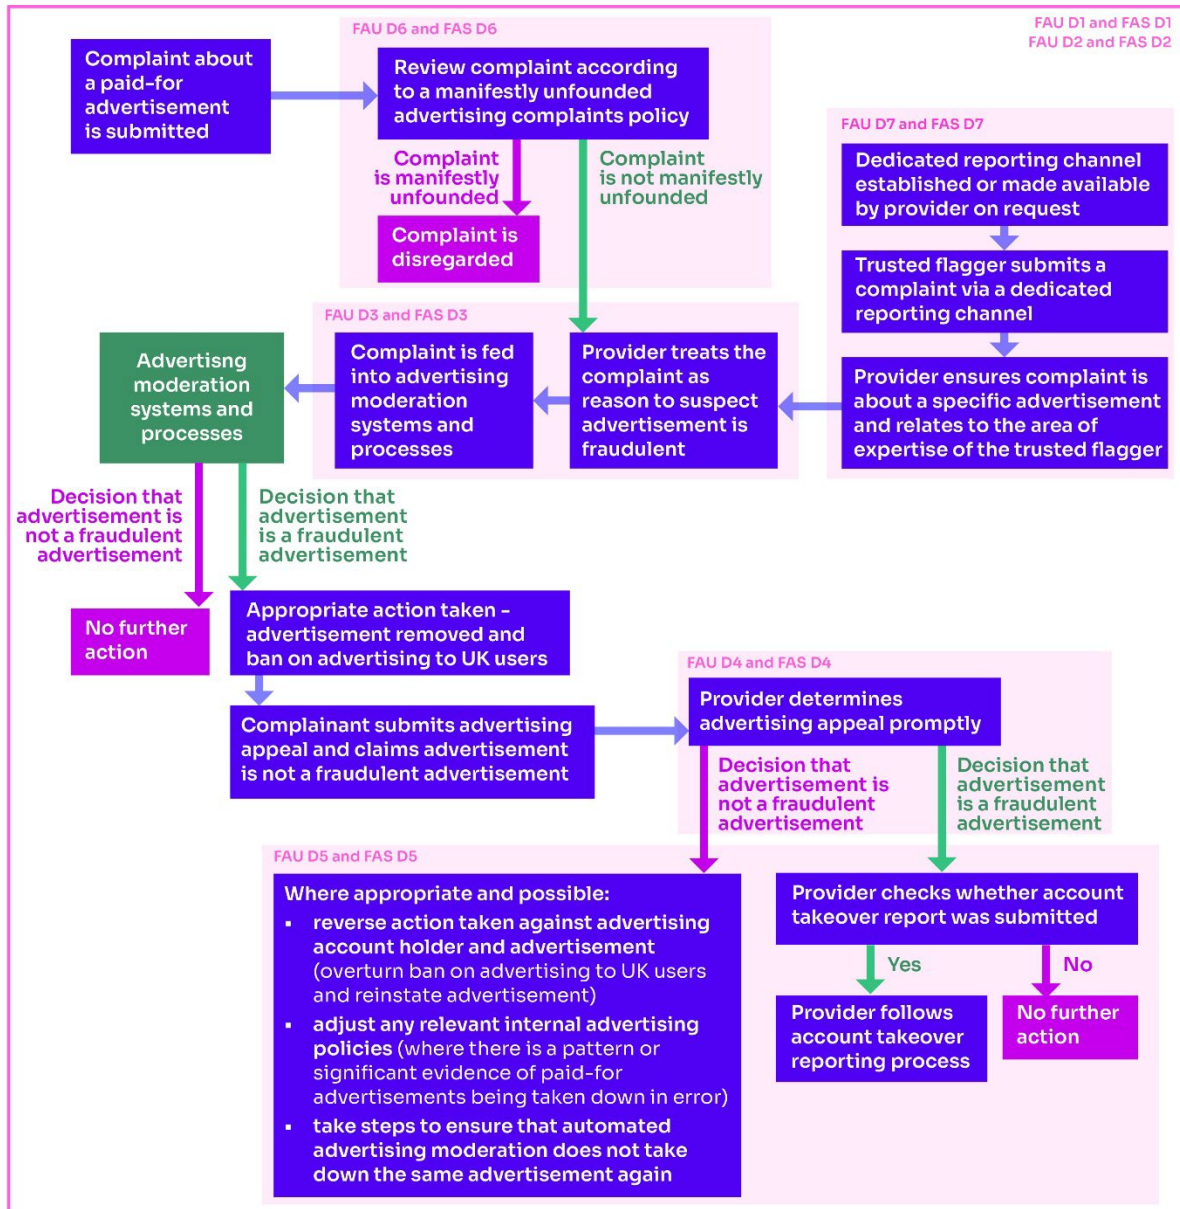 FAU D1 and FAS D1
FAU D2 and FAS D2
Complaint about
a paid-for
advertisement
is submitted
FAU D6 and FAS D6
Review complaint according
to a manifestly unfounded
advertising complaints policy
Complaint
is manifestly
unfounded
Complaint
is not manifestly
unfounded
Complaint is
disregarded
FAU D7 and FAS D7
Dedicated reporting channel
established or made available
by provider on request
Trusted flagger submits a
complaint via a dedicated
reporting channel
Provider ensures complaint is
about a specific advertisement
and relates to the area of
expertise of the trusted flagger
FAU D3 and FAS D3
Provider treats the
complaint as
reason to suspect
advertisement is
fraudulent
Complaint is fed
into advertising
moderation
systems and
processes
Advertisng
moderation
systems and
processes
Decision that
advertisement is
not a fraudulent
advertisement
Decision that
advertisement
is a fraudulent
advertisement
No further
action
Appropriate action taken –
advertisement removed and
ban on advertising to UK users
Complainant submits advertising
appeal and claims advertisement
is not a fraudulent advertisement
FAU D4 and FAS D4
Provider determines
advertising appeal promptly
Decision that
advertisement is
not a fraudulent
advertisement
Decision that
advertisement
is a fraudulent
advertisement
FAU D5 and FAS D5
Where appropriate and possible:
▪ reverse action taken against advertising
account holder and advertisement
(overturn ban on advertising to UK users
and reinstate advertisement)
▪ adjust any relevant internal advertising
policies (where there is a pattern or
significant evidence of paid-for
advertisements being taken down in error)
▪ take steps to ensure that automated
advertising moderation does not take
down the same advertisement again
Provider checks whether account
takeover report was submitted
Yes
No
Provider follows
account takeover
reporting process
No further
action